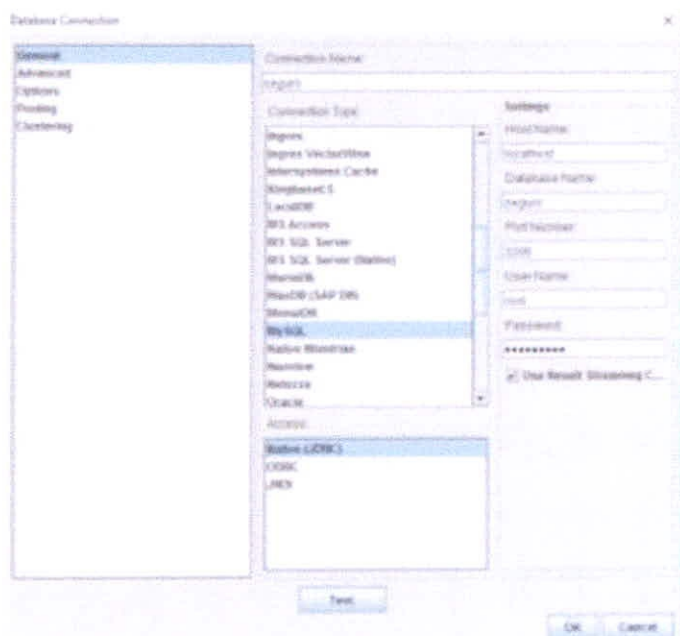 Database Connection
General
Advanced
Options
Pooling
Clustering
Connection Name:
Connection Type:
Ingres
Ingres VectorWise
Intersystems Cache
KingbaseES
LucidDB
MS Access
MS SQL Server
MS SQL Server (Native)
MariaDB
MaxDB (SAP DB)
MonetDB
MySQL
Native Mondrian
Neoview
Netezza
Oracle
Access:
Native (JDBC)
ODBC
JNDI
Settings
Host Name:
localhost
Database Name:
Port Number:
3306
User Name:
root
Password:
•••••••••
Use Result Streaming C...
Test
OK
Cancel